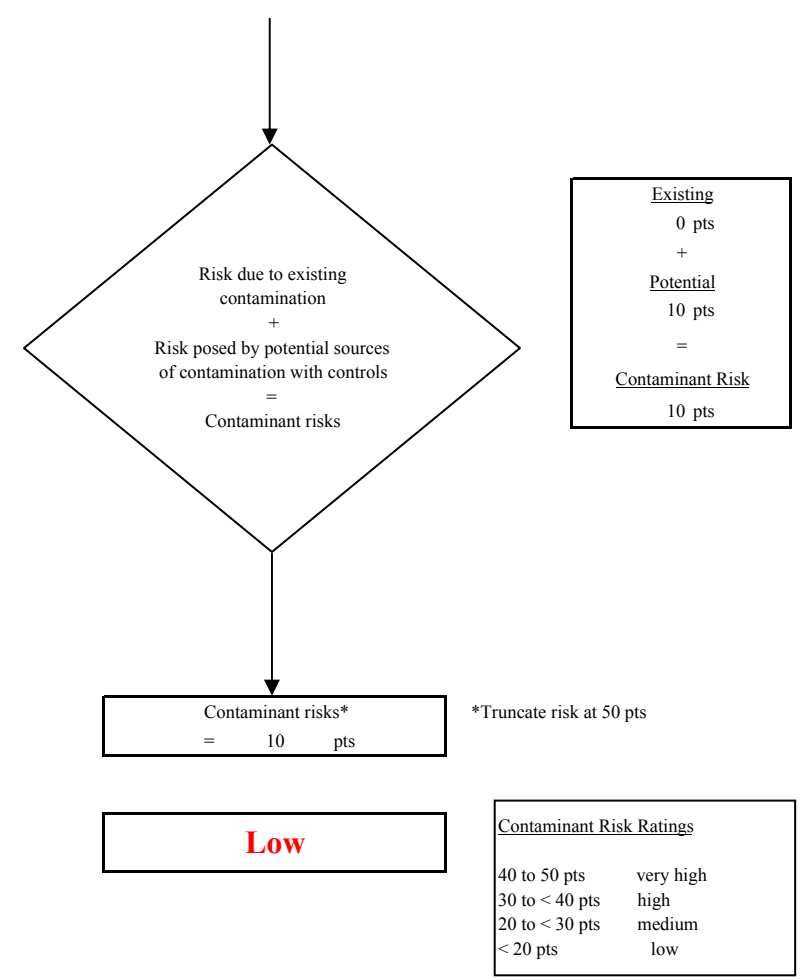 Risk due to existing
contamination
+
Risk posed by potential sources
of contamination with controls
=
Contaminant risks
Existing
0 pts
+
Potential
10 pts
=
Contaminant Risk
10 pts
Contaminant risks*
= 10 pts
*Truncate risk at 50 pts
Low
Contaminant Risk Ratings
40 to 50 pts very high
30 to < 40 pts high
20 to < 30 pts medium
< 20 pts low